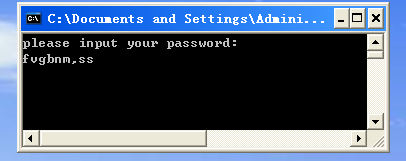 C:\Documents and Settings\Admini...
please input your password:
fvgbnm,ss